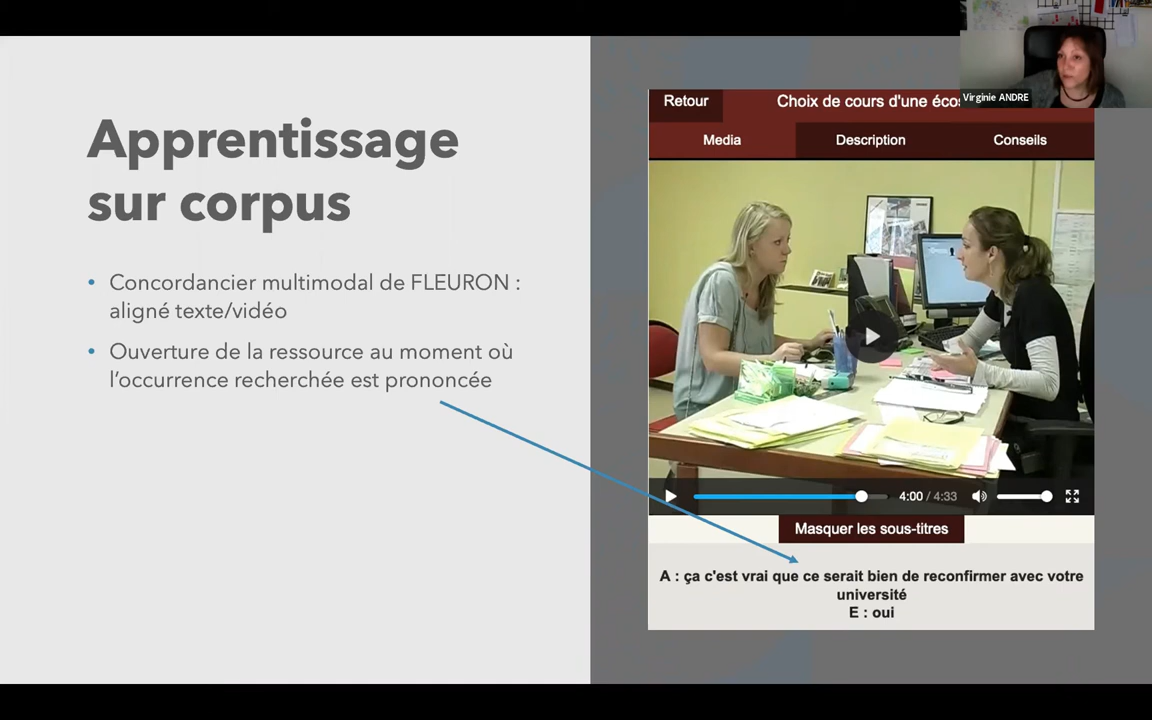 Apprentissage
sur corpus
• Concordancier multimodal de FLEURON :
aligné texte/vidéo
• Ouverture de la ressource au moment où
l'occurrence recherchée est prononcée
Virginie ANDRE
Retour
Choix de cours d'une écos
Media
Description
Conseils
4:00 / 4:33
Masquer les sous-titres
A : ça c'est vrai que ce serait bien de reconfirmer avec votre
université
E : oui